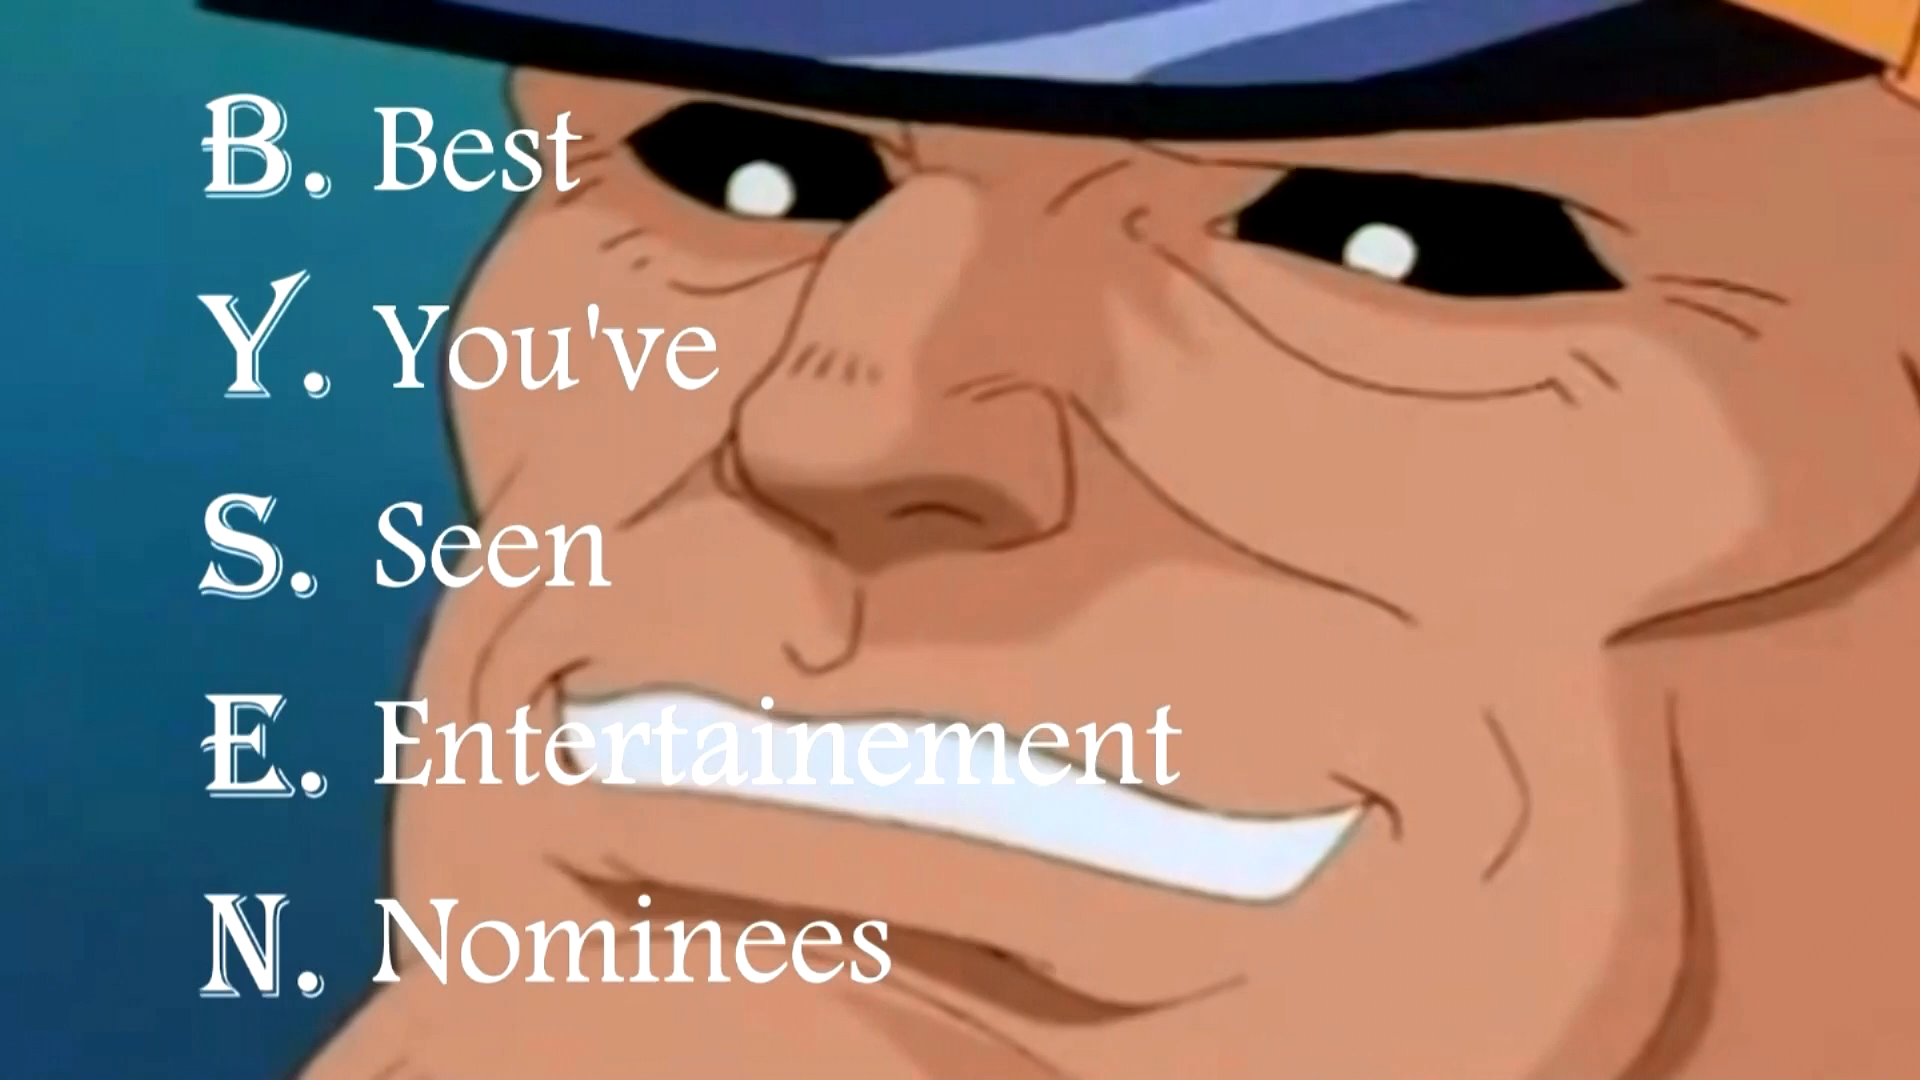 B. Best
Y. You've
S. Seen
E. Entertainement
N. Nominees